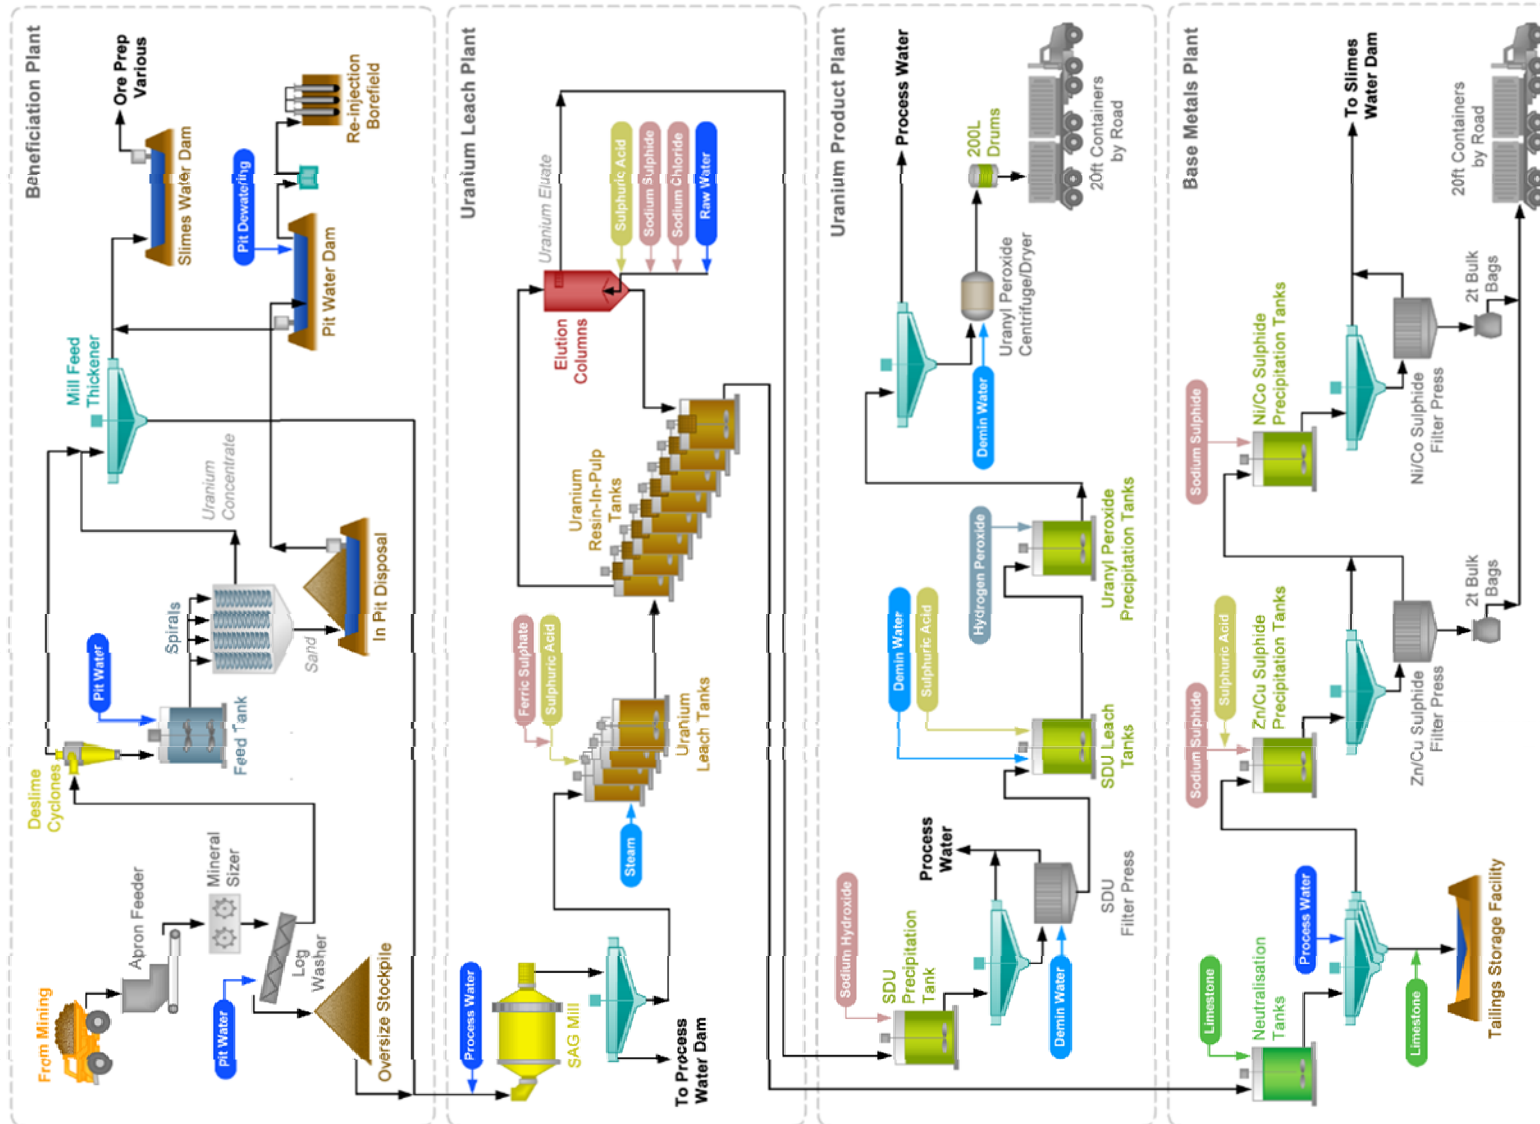 Beneficiation Plant
From Mining
Apron Feeder
Mineral
Sizer
Pit Water
Log
Washer
Oversize Stockpile
Deslime
Cyclones
Pit Water
Feed Tank
Spirals
Sand
In Pit Disposal
Uranium
Concentrate
Mill Feed
Thickener
Pit Dewatering
Pit Water Dam
Slimes Water Dam
Ore Prep
Various
Re-injection
Borefield
Uranium Leach Plant
Process Water
SAG Mill
To Process
Water Dam
Steam
Ferric Sulphate
Sulphuric Acid
Uranium
Leach Tanks
Uranium
Resin-In-Pulp
Tanks
Elution
Columns
Uranium Eluate
Sulphuric Acid
Sodium Sulphide
Sodium Chloride
Raw Water
Uranium Product Plant
Sodium Hydroxide
SDU
Precipitation
Tank
Process
Water
Demin Water
SDU
Filter Press
Demin Water
Sulphuric Acid
SDU Leach
Tanks
Hydrogen Peroxide
Uranyl Peroxide
Precipitation Tanks
Process Water
Demin Water
Uranyl Peroxide
Centrifuge/Dryer
200L
Drums
20ft Containers
by Road
Base Metals Plant
Limestone
Neutralisation
Tanks
Process Water
Limestone
Tailings Storage Facility
Sodium Sulphide
Sulphuric Acid
Zn/Cu Sulphide
Precipitation Tanks
Zn/Cu Sulphide
Filter Press
2t Bulk
Bags
Sodium Sulphide
Ni/Co Sulphide
Precipitation Tanks
Ni/Co Sulphide
Filter Press
2t Bulk
Bags
To Slimes
Water Dam
20ft Containers
by Road